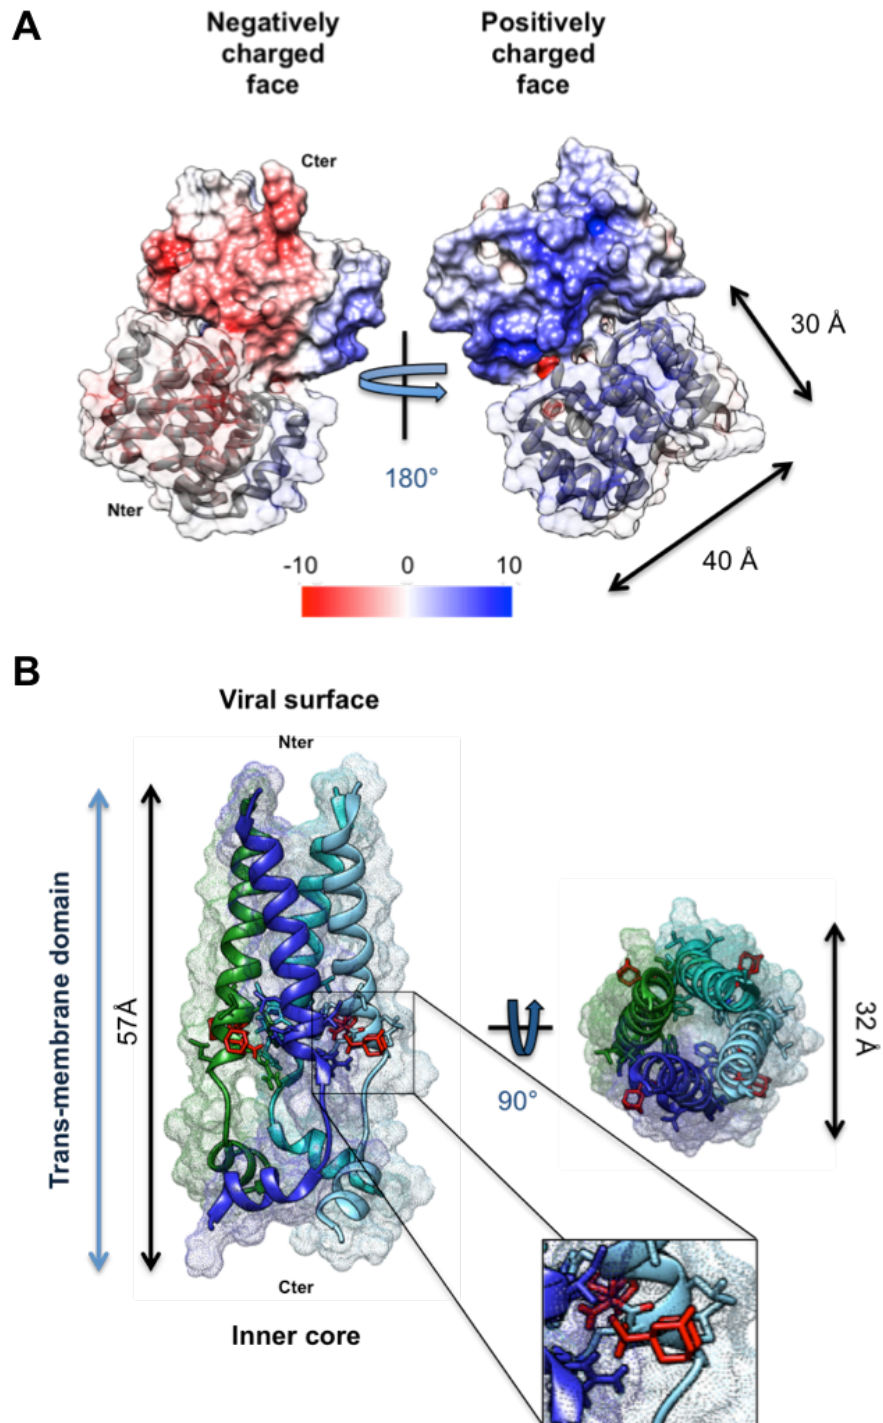 A
Negatively
charged
face
Positively
charged
face
Cter
30 Å
180°
Nter
40 Å
-10 0 10
B
Viral surface
Nter
Trans-membrane domain
57Å
32 Å
90°
Cter
Inner core